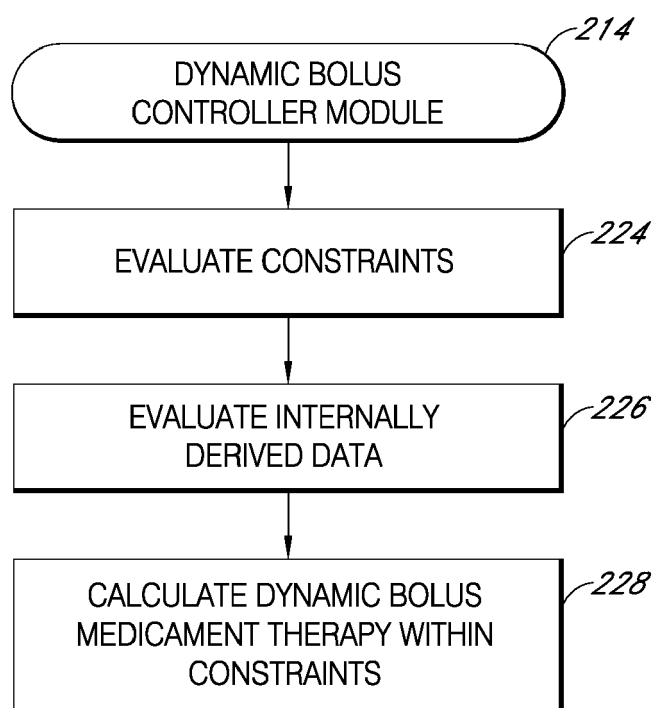 214
DYNAMIC BOLUS
CONTROLLER MODULE
224
EVALUATE CONSTRAINTS
226
EVALUATE INTERNALLY
DERIVED DATA
228
CALCULATE DYNAMIC BOLUS
MEDICAMENT THERAPY WITHIN
CONSTRAINTS